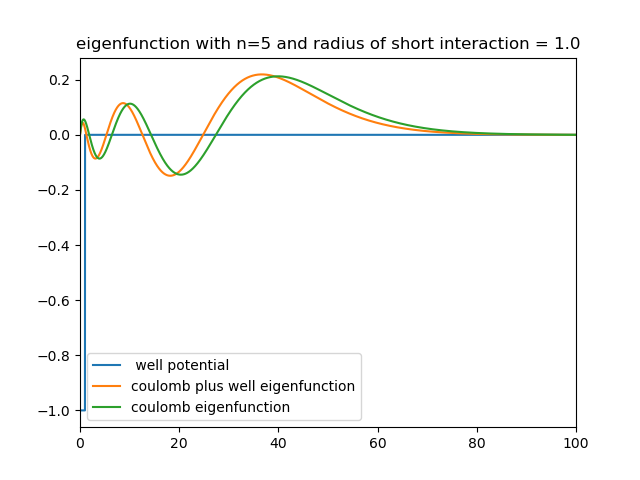 eigenfunction with n=5 and radius of short interaction = 1.0
0.2
0.0
−0.2
−0.4
−0.6
−0.8
−1.0
well potential
coulomb plus well eigenfunction
coulomb eigenfunction
0 20 40 60 80 100